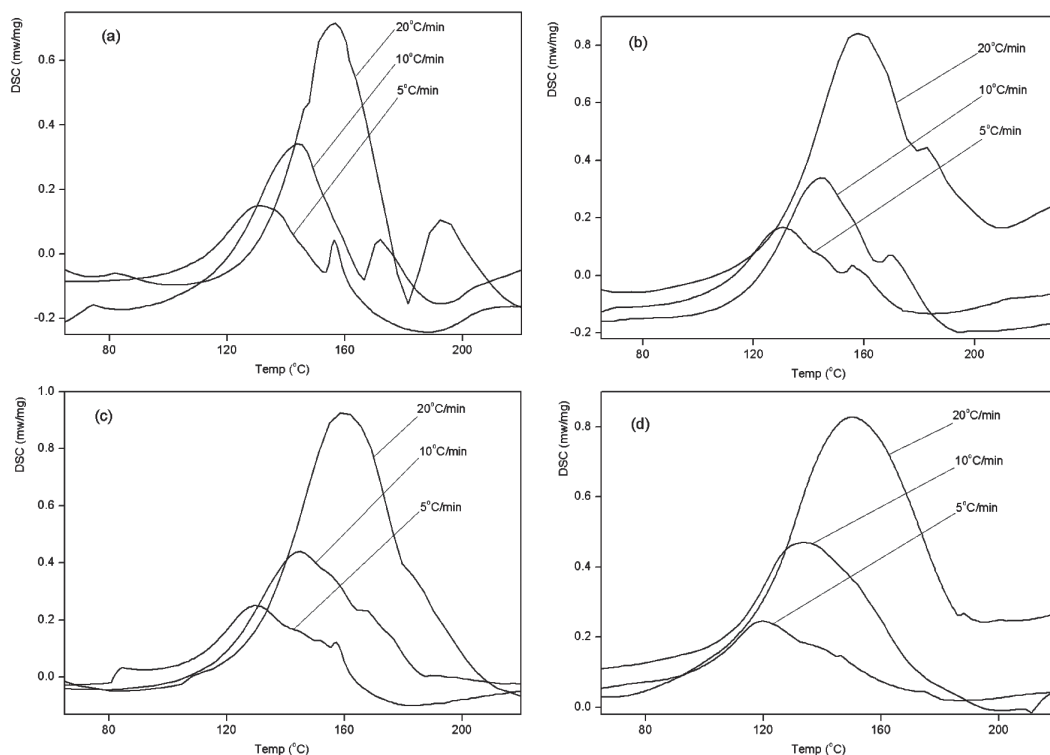 (a)
DSC (mw/mg)
0.6
0.4
0.2
0.0
-0.2
20°C/min
10°C/min
5°C/min
80 120 160 200
Temp (°C)
(b)
DSC (mw/mg)
0.8
0.6
0.4
0.2
0.0
-0.2
20°C/min
10°C/min
5°C/min
80 120 160 200
Temp (°C)
(c)
DSC (mw/mg)
1.0
0.8
0.6
0.4
0.2
0.0
20°C/min
10°C/min
5°C/min
80 120 160 200
Temp (°C)
(d)
DSC (mw/mg)
0.8
0.6
0.4
0.2
0.0
20°C/min
10°C/min
5°C/min
80 120 160 200
Temp (°C)